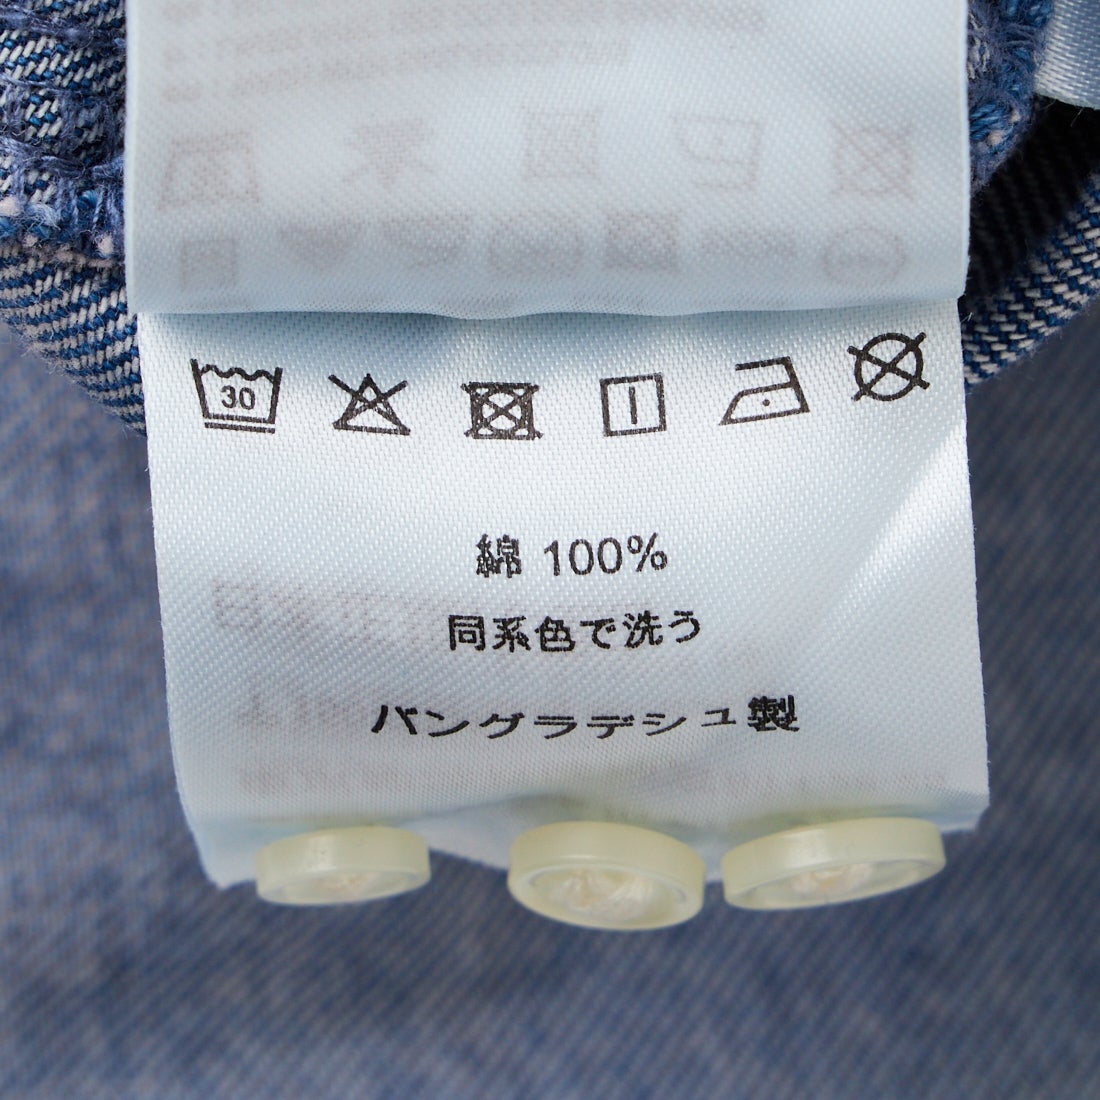 30
綿 100%
同系色で洗う
バングラデシュ製